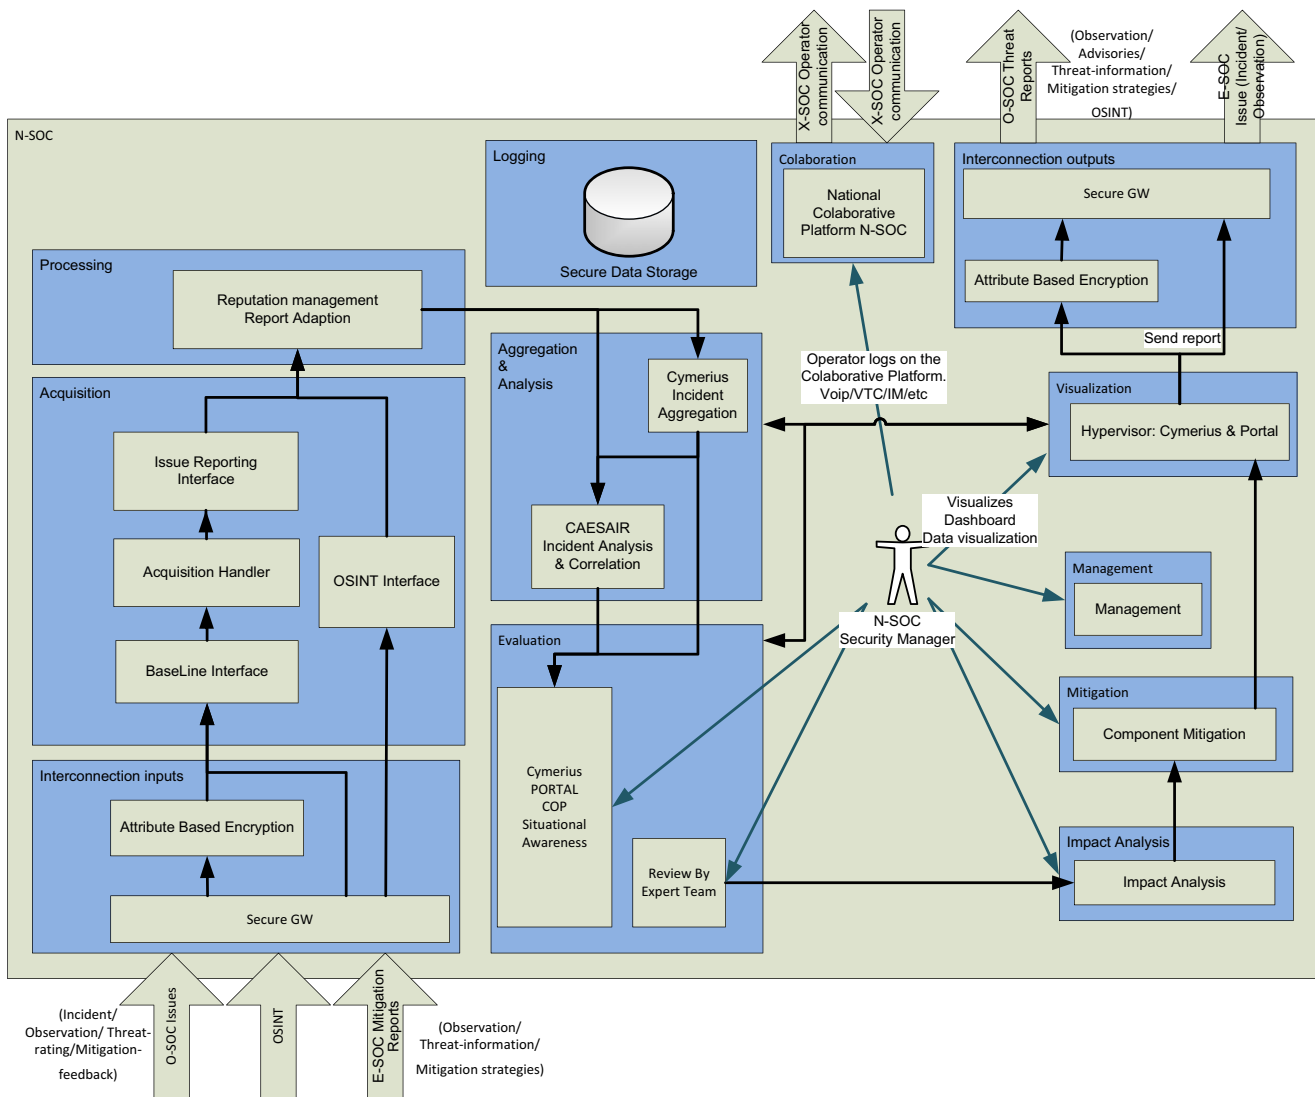 X-SOC Operator
communication
X-SOC Operator
communication
O-SOC Threat
Reports
(Observation/
Advisories/
Threat-information/
Mitigation strategies/
OSINT)
E-SOC
Issue (Incident/
Observation)
N-SOC
Logging
Secure Data Storage
Colaboration
National
Colaborative
Platform N-SOC
Interconnection outputs
Secure GW
Attribute Based Encryption
Send report
Processing
Reputation management
Report Adaption
Aggregation
&
Analysis
Cymerius
Incident
Aggregation
CAESAIR
Incident Analysis
& Correlation
Operator logs on the
Colaborative Platform.
Voip/VTC/IM/etc
Visualization
Hypervisor: Cymerius & Portal
Acquisition
Issue Reporting
Interface
Acquisition Handler
OSINT Interface
BaseLine Interface
Visualizes
Dashboard
Data visualization
N-SOC
Security Manager
Management
Management
Evaluation
Cymerius
PORTAL
COP
Situational
Awareness
Review By
Expert Team
Mitigation
Component Mitigation
Impact Analysis
Impact Analysis
Interconnection inputs
Attribute Based Encryption
Secure GW
(Incident/
Observation/ Threat-
rating/Mitigation-
feedback)
O-SOC Issues
OSINT
E-SOC Mitigation
Reports
(Observation/
Threat-information/
Mitigation strategies)